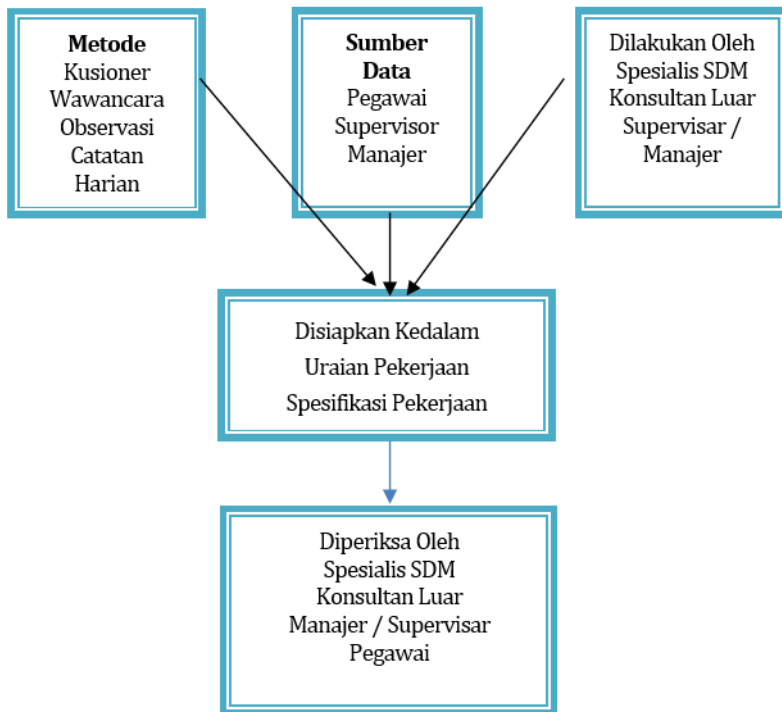 Metode
Kusioner
Wawancara
Observasi
Catatan
Harian
Sumber
Data
Pegawai
Supervisor
Manajer
Dilakukan Oleh
Spesialis SDM
Konsultan Luar
Supervisar /
Manajer
Disiapkan Kedalam
Uraian Pekerjaan
Spesifikasi Pekerjaan
Diperiksa Oleh
Spesialis SDM
Konsultan Luar
Manajer / Supervisar
Pegawai